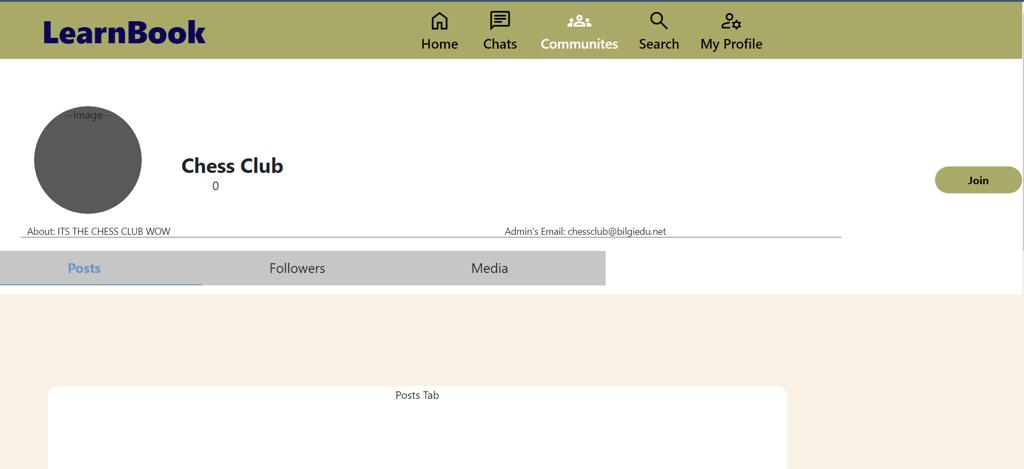 LearnBook
Home Chats Communites Search My Profile
--Image--
Chess Club
0
Join
About: ITS THE CHESS CLUB WOW Admin's Email: chessclub@bilgiedu.net
Posts Followers Media
Posts Tab